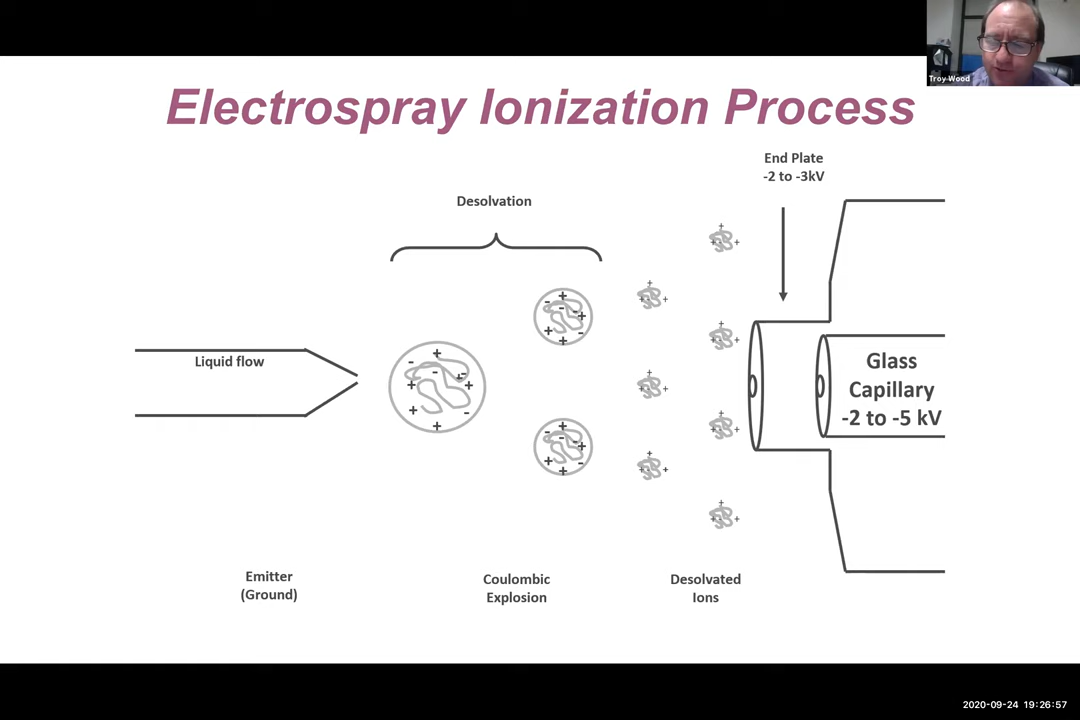 Troy Wood
Electrospray Ionization Process
End Plate
-2 to -3kV
Desolvation
Liquid flow
Glass
Capillary
-2 to -5 kV
Emitter
(Ground)
Coulombic
Explosion
Desolvated
Ions
2020-09-24 19:26:57